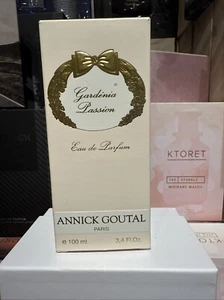 Gardénia
Passion
Eau de Parfum
ANNICK GOUTAL
PARIS
℮ 100 ml 3,4 Fl.Oz.
KTORET